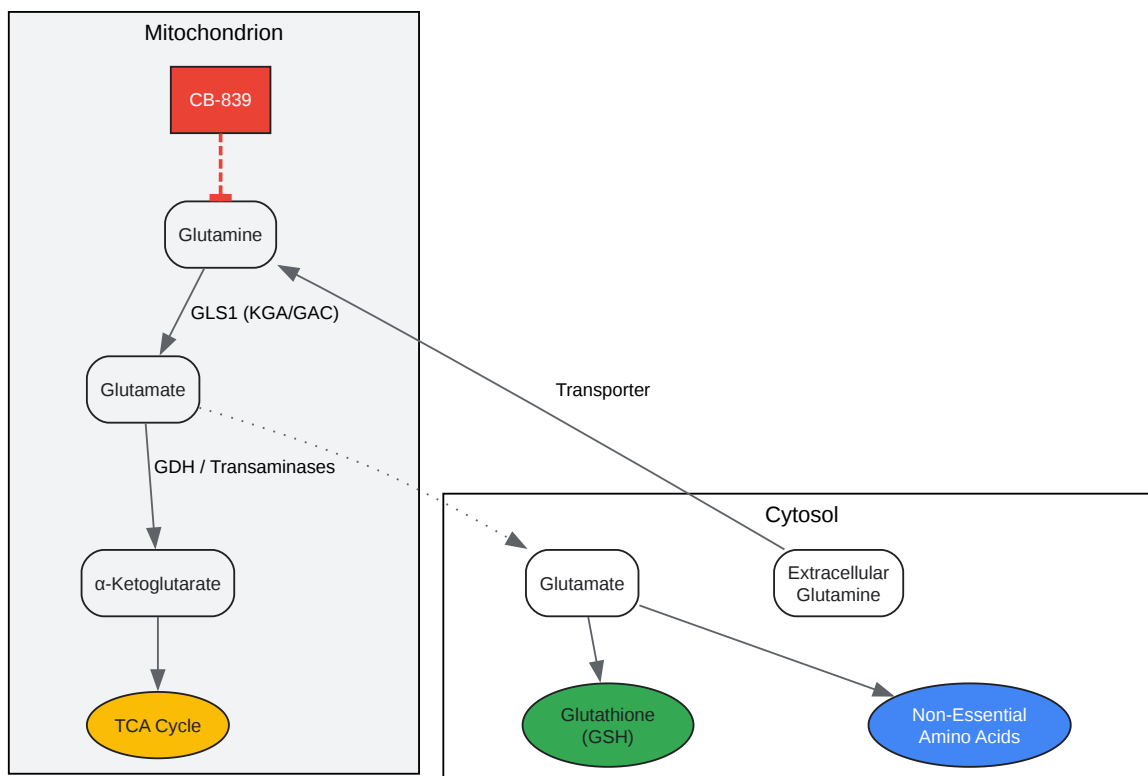 Mitochondrion
CB-839
Glutamine
GLS1 (KGA/GAC)
Glutamate
Transporter
GDH / Transaminases
Cytosol
α-Ketoglutarate
Glutamate
Extracellular
Glutamine
TCA Cycle
Glutathione
(GSH)
Non-Essential
Amino Acids